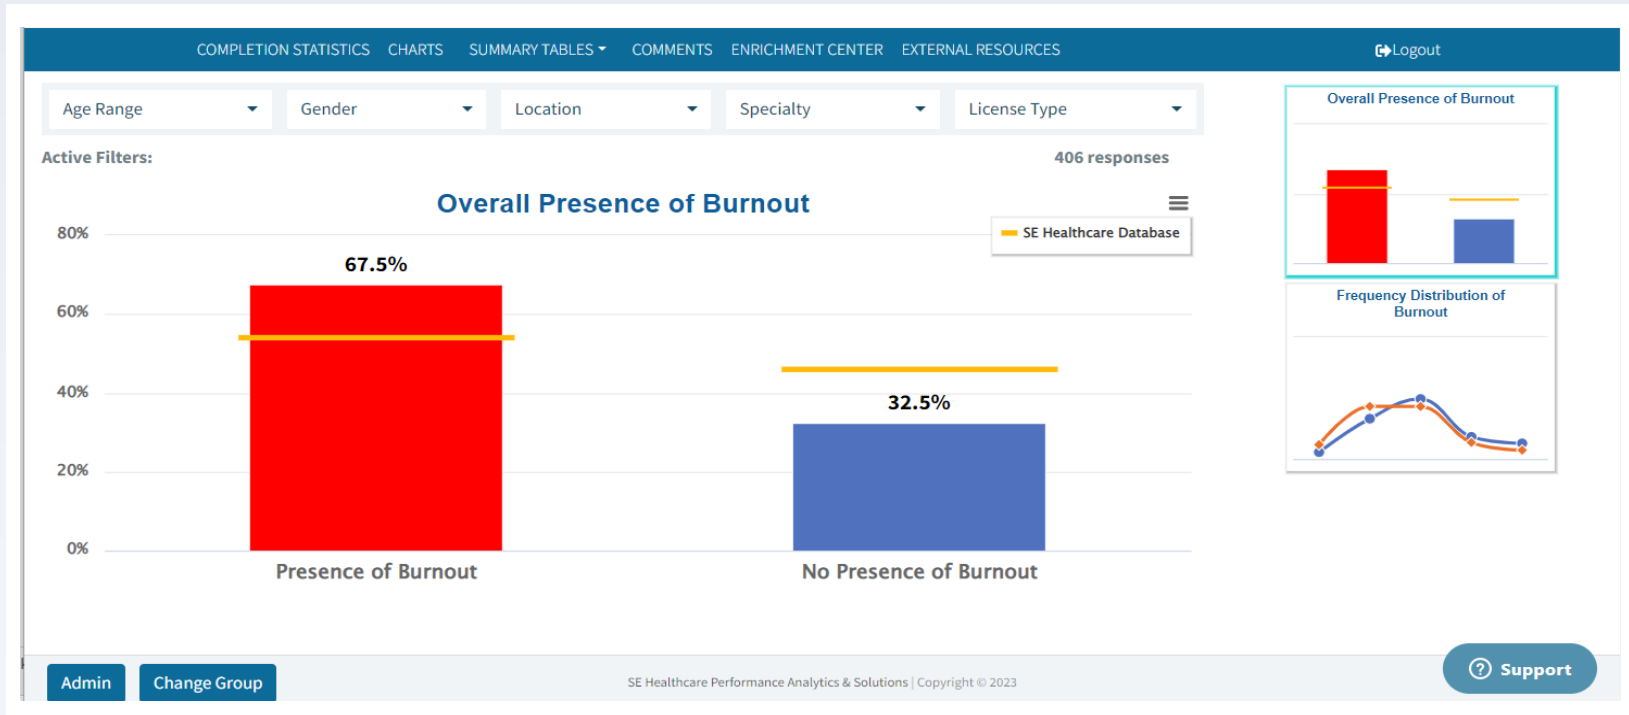 COMPLETION STATISTICS CHARTS SUMMARY TABLES COMMENTS ENRICHMENT CENTER EXTERNAL RESOURCES Logout
Age Range Gender Location Specialty License Type
Active Filters: 406 responses
Overall Presence of Burnout
SE Healthcare Database
80%
60%
40%
20%
0%
67.5%
32.5%
Presence of Burnout No Presence of Burnout
Overall Presence of Burnout
Frequency Distribution of
Burnout
Admin Change Group SE Healthcare Performance Analytics & Solutions | Copyright © 2023 Support